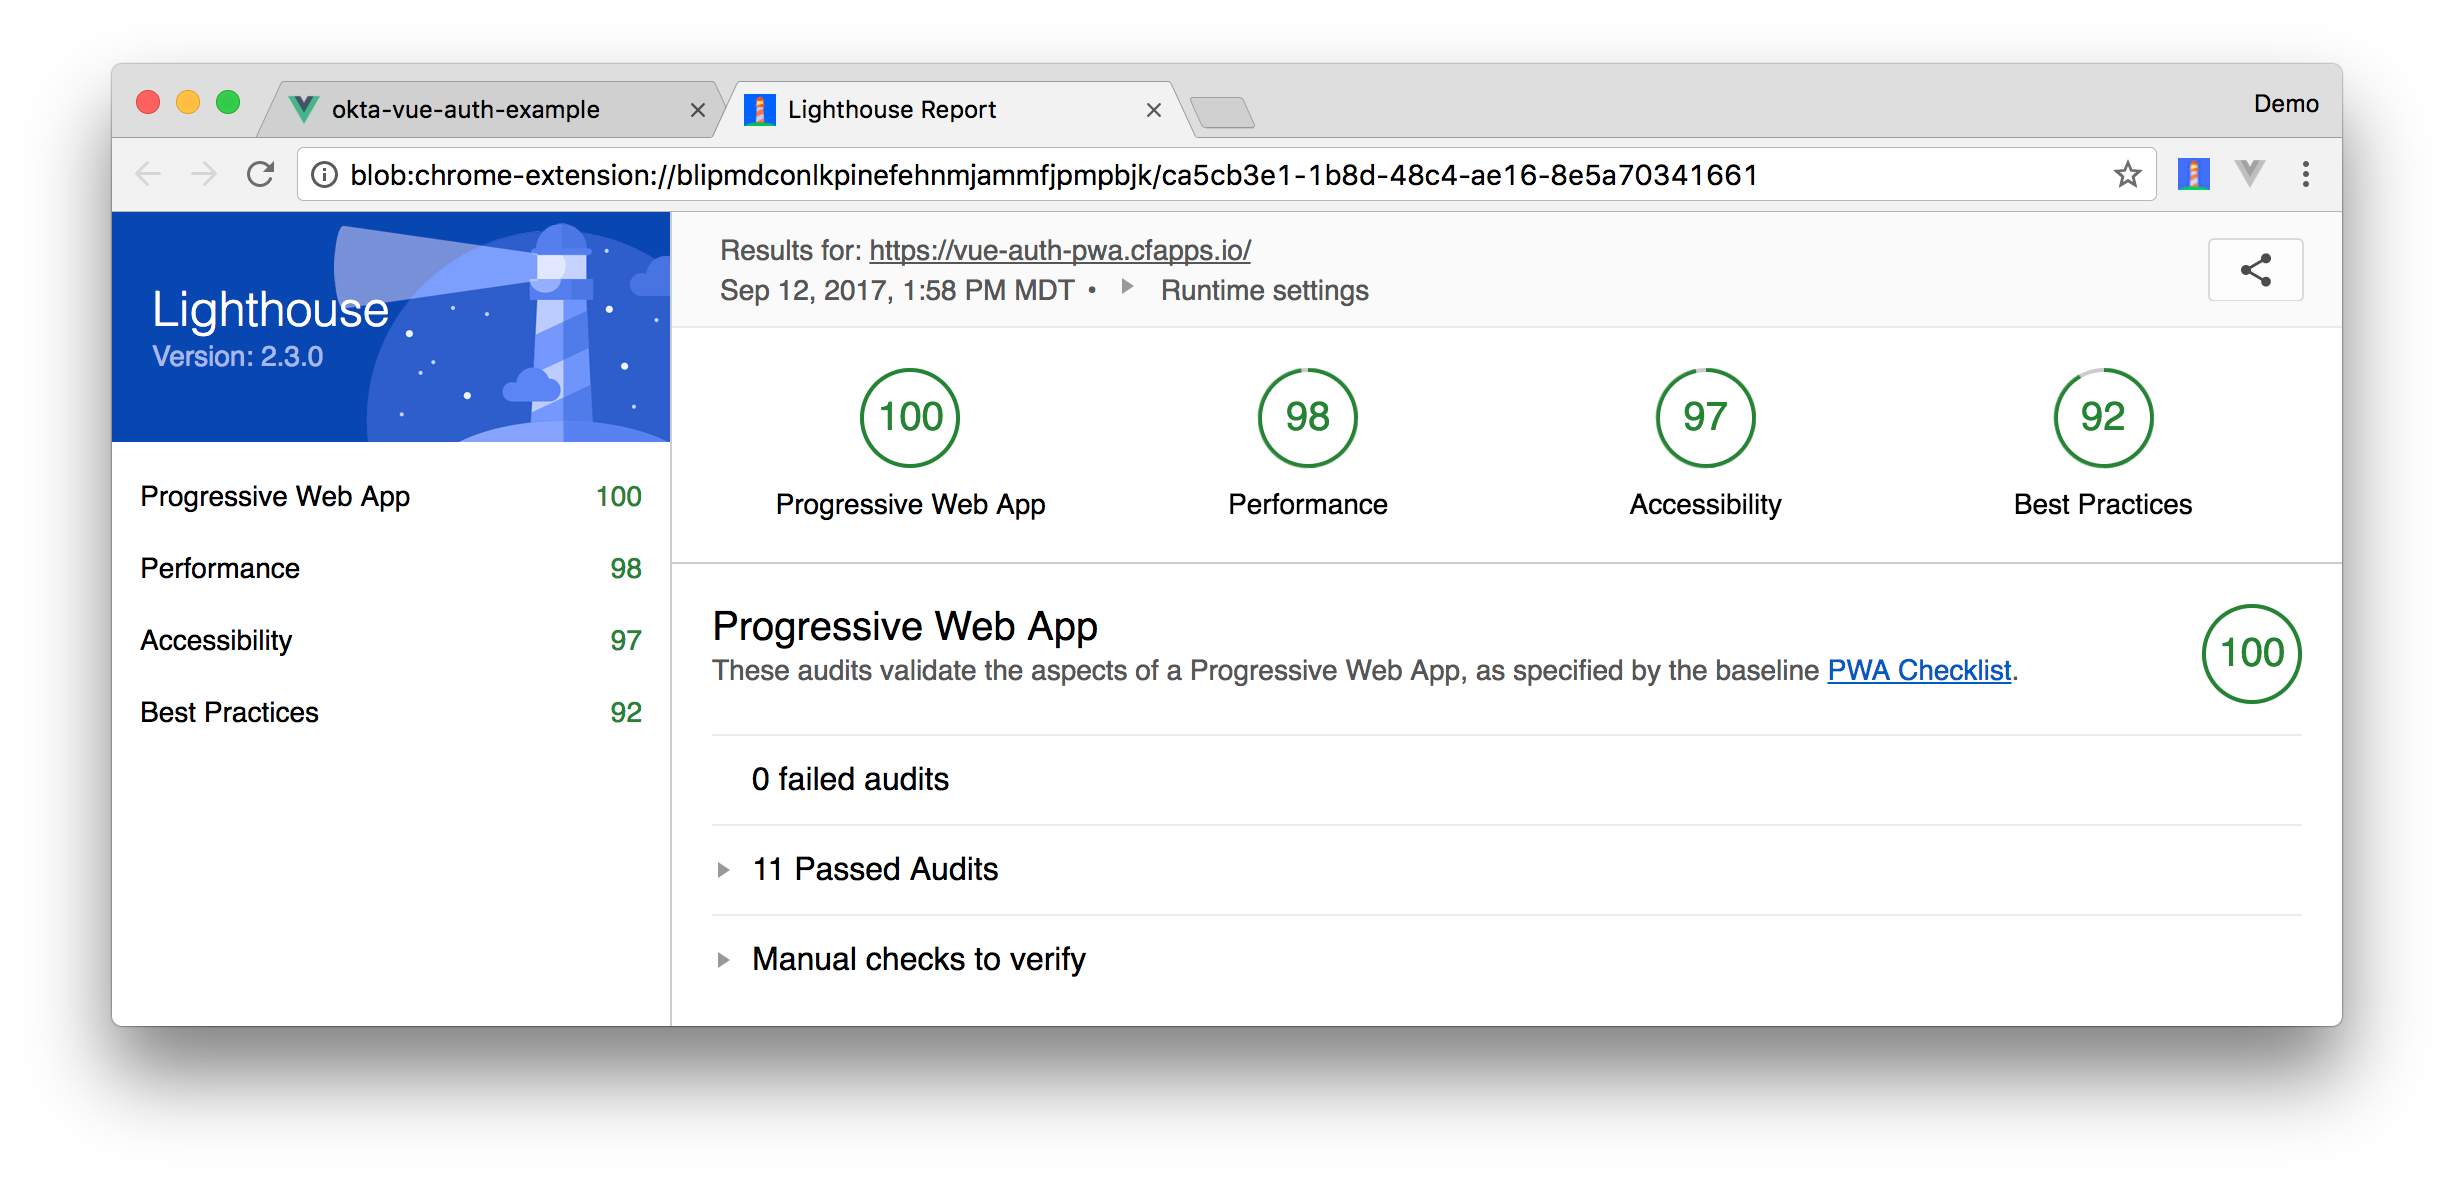 okta-vue-auth-example
Lighthouse Report
Demo
blob:chrome-extension://blipmdconlkpinefehnmjammfjpmpbjk/ca5cb3e1-1b8d-48c4-ae16-8e5a70341661
Lighthouse
Version: 2.3.0
Progressive Web App 100
Performance 98
Accessibility 97
Best Practices 92
Results for: https://vue-auth-pwa.cfapps.io/
Sep 12, 2017, 1:58 PM MDT • Runtime settings
100 98 97 92
Progressive Web App Performance Accessibility Best Practices
Progressive Web App
These audits validate the aspects of a Progressive Web App, as specified by the baseline PWA Checklist.
100
0 failed audits
11 Passed Audits
Manual checks to verify